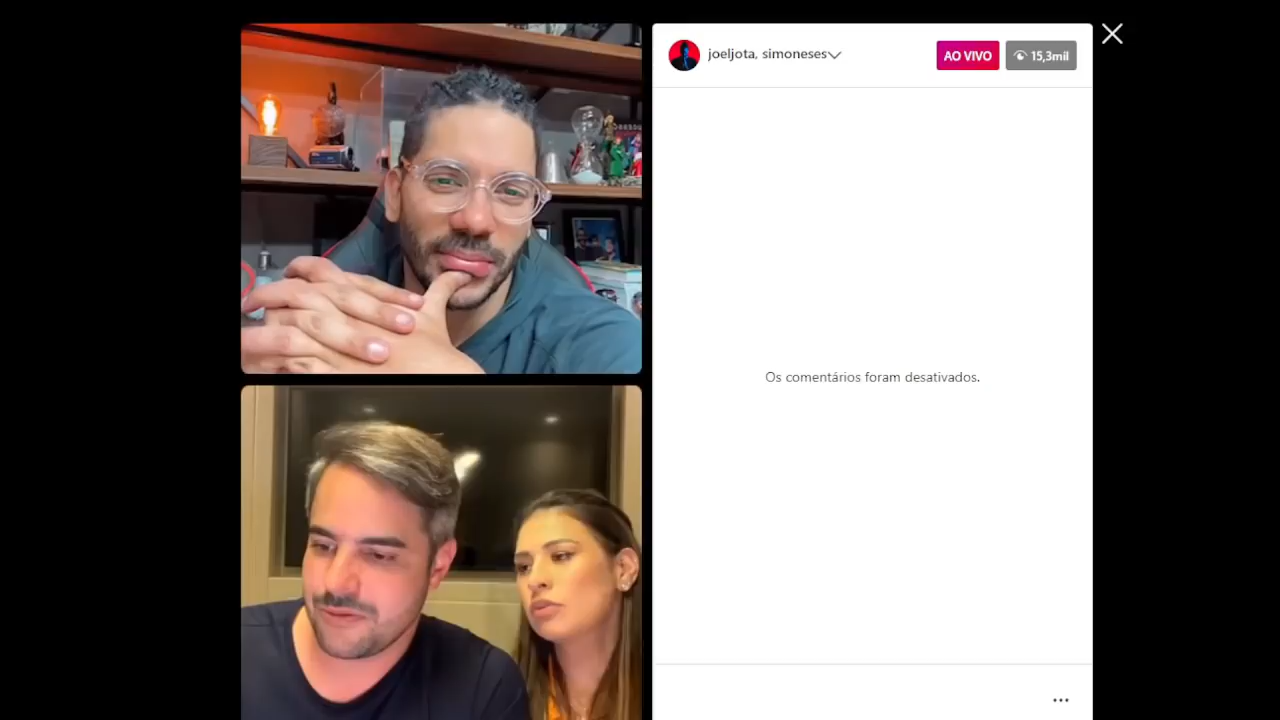 joeljota, simoneses
AO VIVO
15,3mil
Os comentários foram desativados.